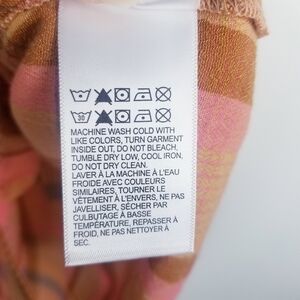 30
MACHINE WASH COLD WITH
LIKE COLORS, TURN GARMENT
INSIDE OUT, DO NOT BLEACH,
TUMBLE DRY LOW, COOL IRON,
DO NOT DRY CLEAN.
LAVER À LA MACHINE À L'EAU
FROIDE AVEC COULEURS
SIMILAIRES, TOURNER LE
VÊTEMENT À L'ENVERS, NE PAS
JAVELLISER, SÉCHER PAR
CULBUTAGE À BASSE
TEMPÉRATURE, REPASSER À
FROID, NE PAS NETTOYER À
SEC.